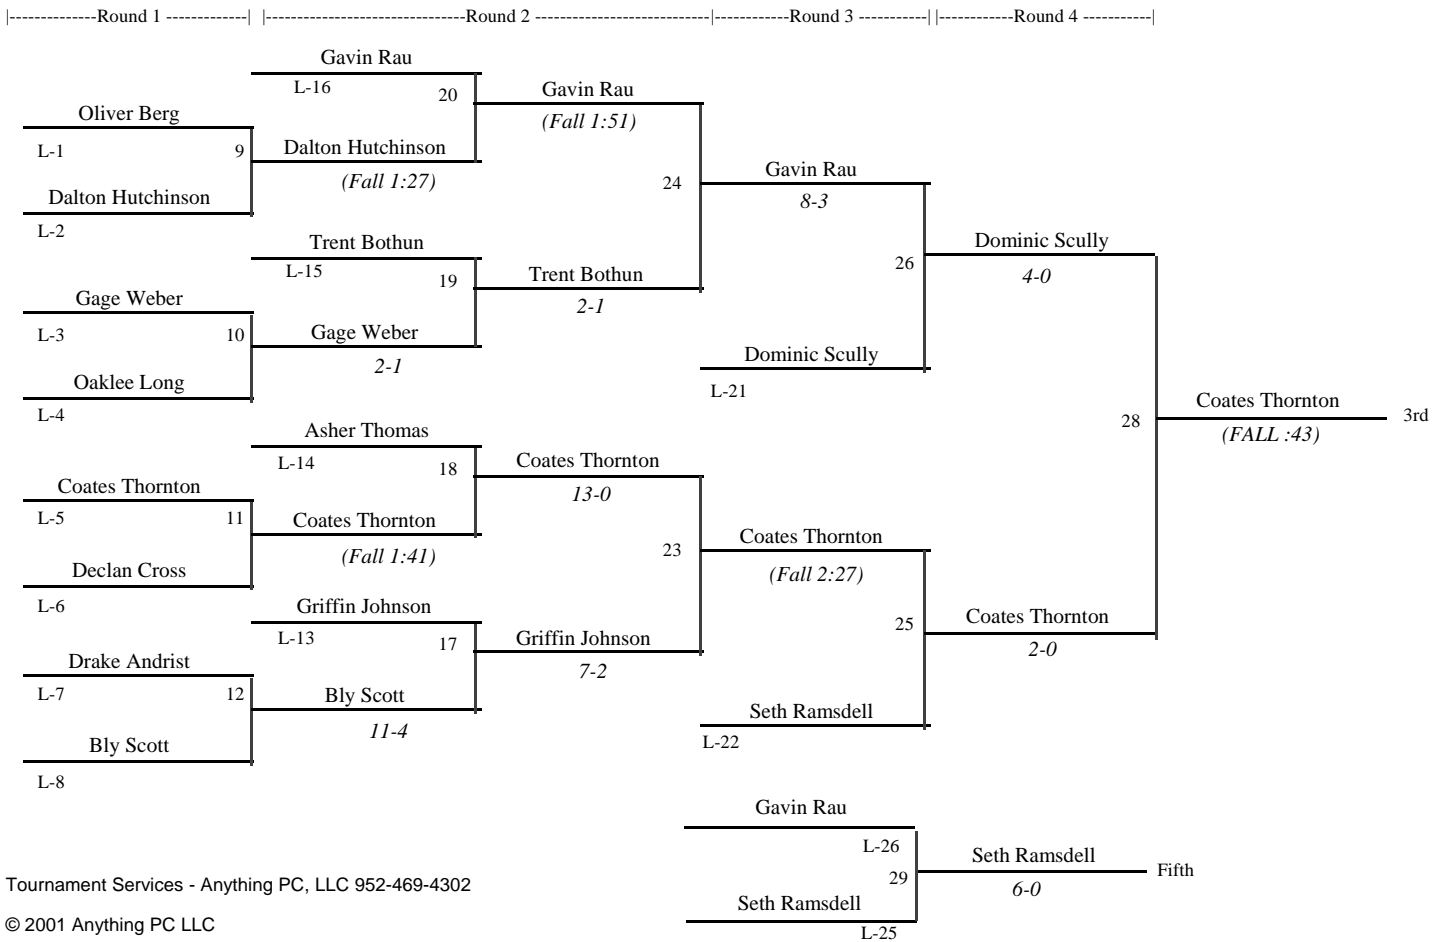 |--------------Round 1 -------------| |--------------------------------Round 2 ----------------------------|------------Round 3 -----------| |------------Round 4 -----------|
Gavin Rau
L-16
20
Gavin Rau
(Fall 1:51)
Oliver Berg
L-1
9
Dalton Hutchinson
(Fall 1:27)
24
Gavin Rau
8-3
Dalton Hutchinson
L-2
Trent Bothun
L-15
19
Trent Bothun
2-1
26
Dominic Scully
4-0
Gage Weber
L-3
10
Gage Weber
2-1
Dominic Scully
L-21
Oaklee Long
L-4
28
Coates Thornton
(FALL :43)
3rd
Asher Thomas
L-14
18
Coates Thornton
13-0
Coates Thornton
L-5
11
Coates Thornton
(Fall 1:41)
23
Coates Thornton
(Fall 2:27)
Declan Cross
L-6
Griffin Johnson
L-13
17
Griffin Johnson
7-2
25
Coates Thornton
2-0
Drake Andrist
L-7
12
Bly Scott
11-4
Seth Ramsdell
L-22
Bly Scott
L-8
Gavin Rau
L-26
29
Seth Ramsdell
6-0
Fifth
Seth Ramsdell
L-25
Tournament Services - Anything PC, LLC 952-469-4302
© 2001 Anything PC LLC